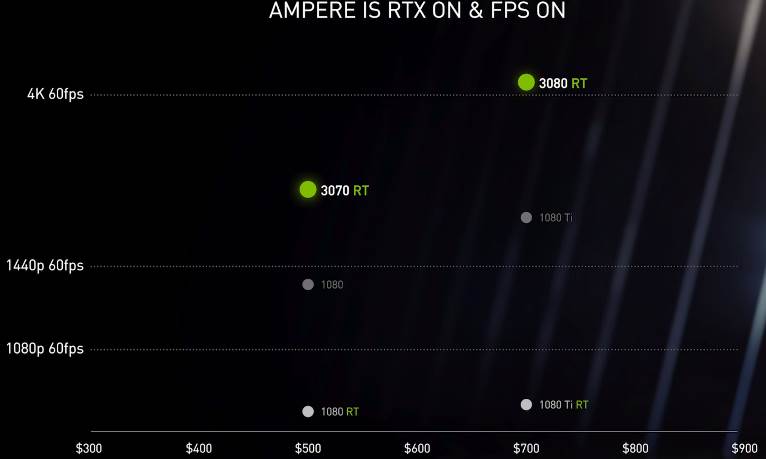 AMPERE IS RTX ON & FPS ON
4K 60fps
3080 RT
3070 RT
1080 Ti
1440p 60fps
1080
1080p 60fps
1080 RT
1080 Ti RT
$300 $400 $500 $600 $700 $800 $900